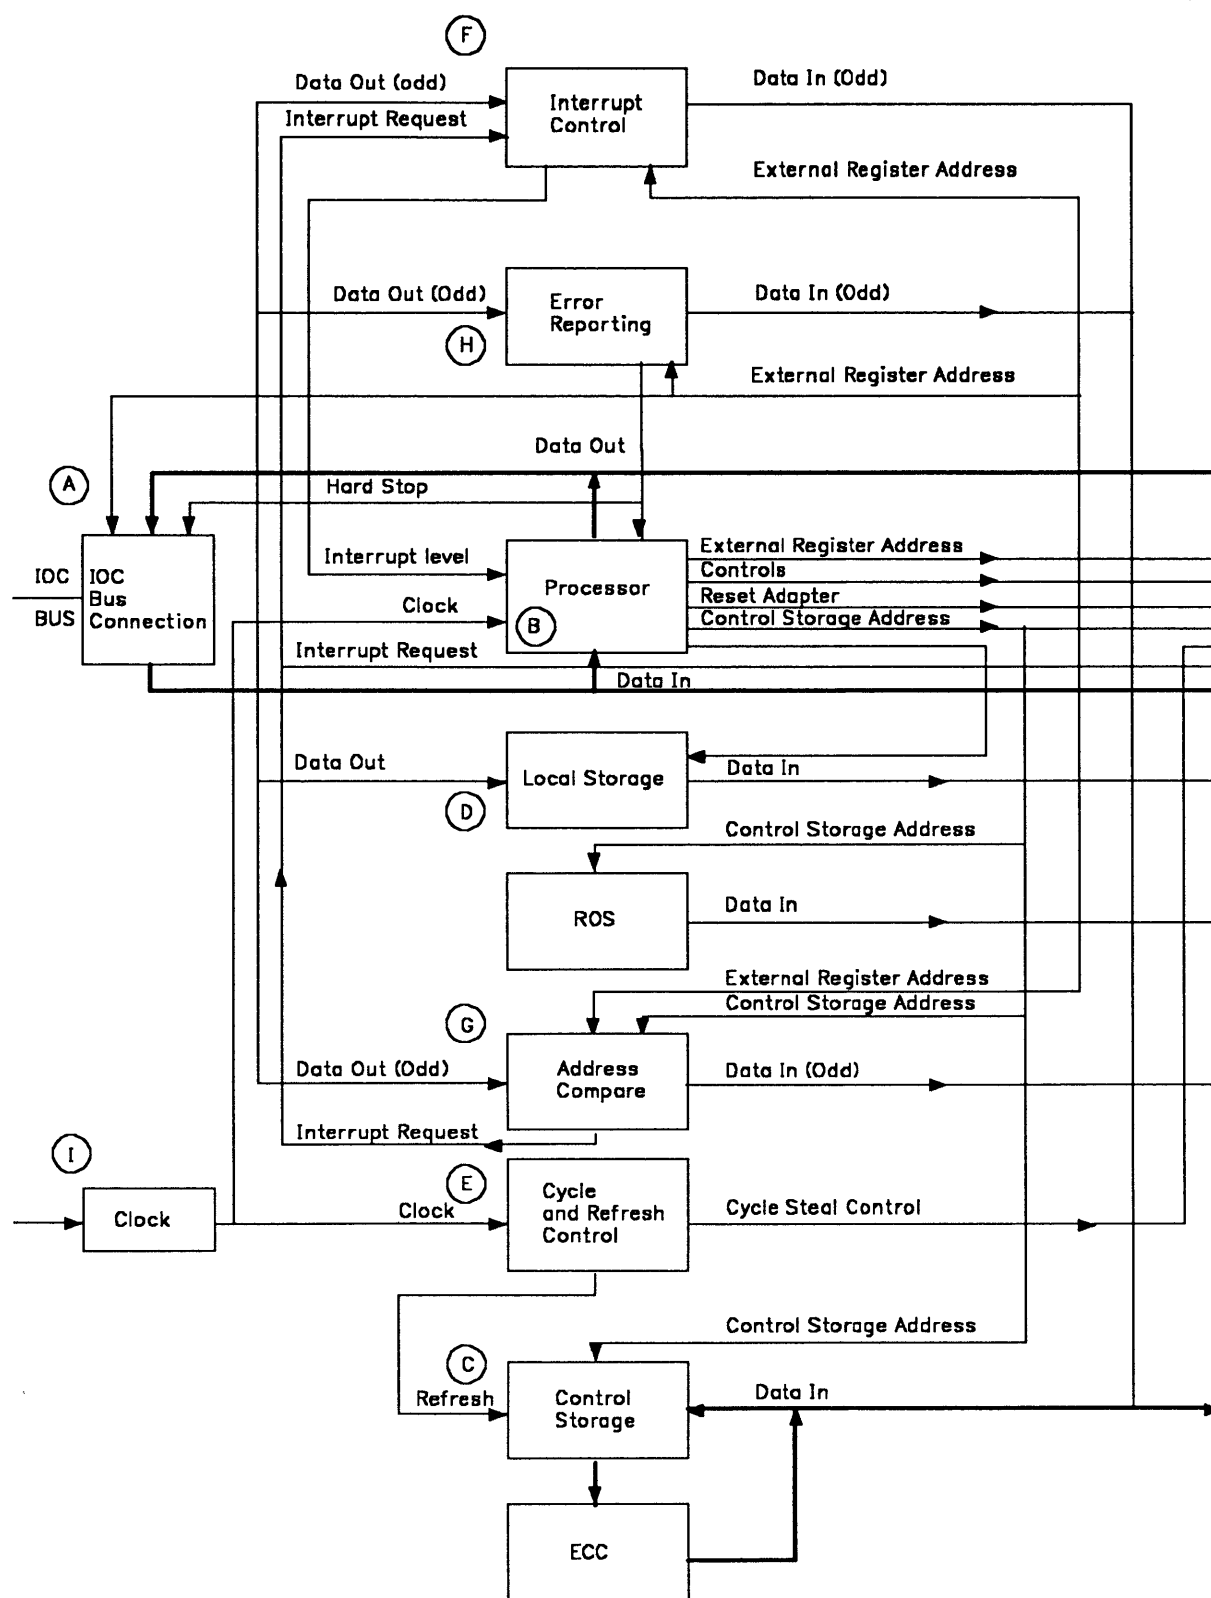 F
Data Out (odd)
Interrupt Control
Data In (Odd)
Interrupt Request
External Register Address
Data Out (Odd)
Error Reporting
Data In (Odd)
H
External Register Address
Data Out
A
Hard Stop
IOC
BUS
IOC
Bus
Connection
Interrupt level
Processor
External Register Address
Controls
Reset Adapter
Control Storage Address
Clock
B
Interrupt Request
Data In
Data Out
Local Storage
Data In
D
Control Storage Address
ROS
Data In
External Register Address
Control Storage Address
G
Data Out (Odd)
Address
Compare
Data In (Odd)
Interrupt Request
I
E
Clock
Clock
Cycle
and Refresh
Control
Cycle Steal Control
Control Storage Address
C
Refresh
Control
Storage
Data In
ECC